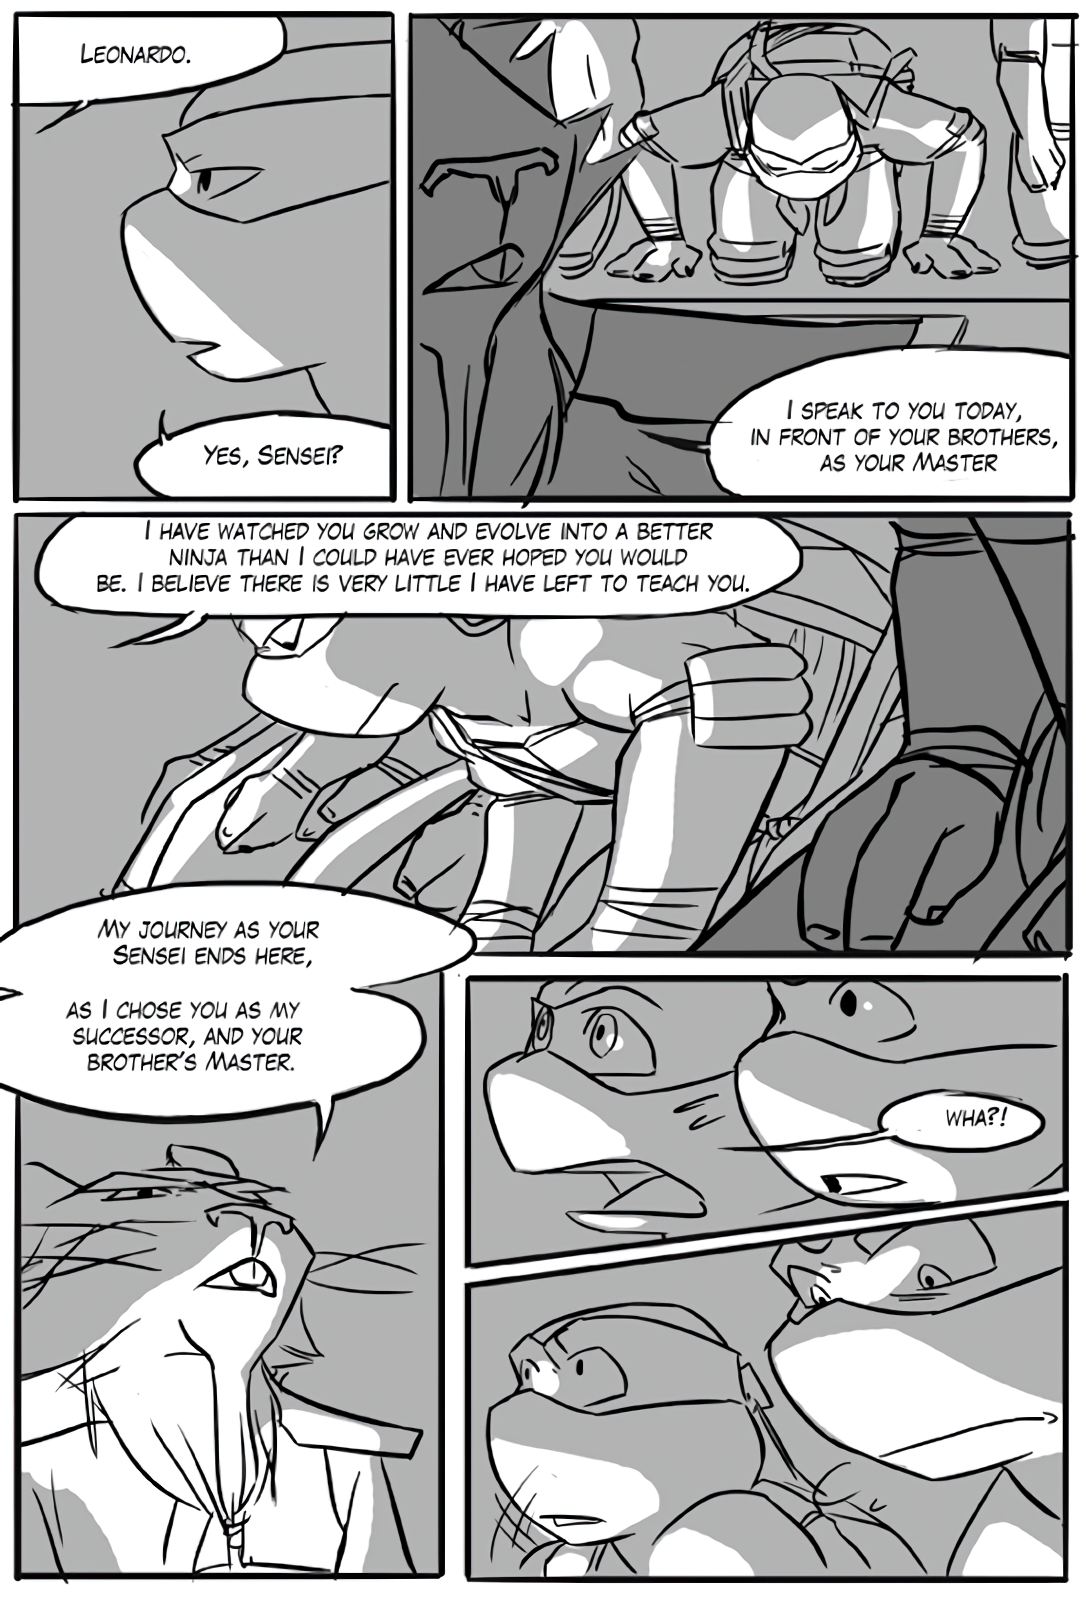 Leonardo.
Yes, Sensei?
I speak to you today,
in front of your brothers,
as your Master
I have watched you grow and evolve into a better
ninja than I could have ever hoped you would
be. I believe there is very little I have left to teach you.
My journey as your
Sensei ends here,
as I chose you as my
successor, and your
brother's Master.
wha?!